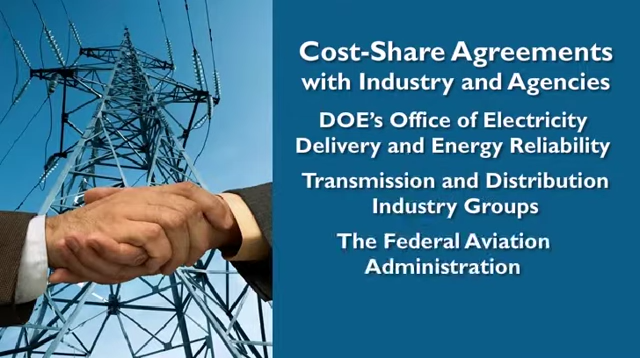 Cost-Share Agreements
with Industry and Agencies
DOE's Office of Electricity
Delivery and Energy Reliability
Transmission and Distribution
Industry Groups
The Federal Aviation
Administration